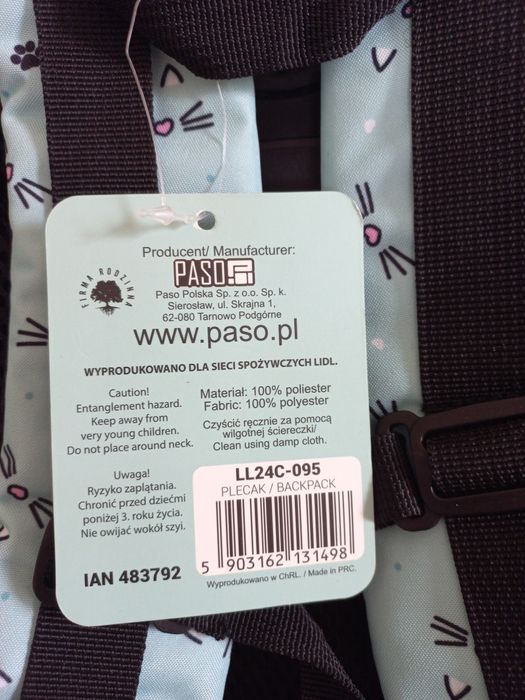 Producent/ Manufacturer:
PASO.PL
FIRMA RODZINNA
Paso Polska Sp. z o.o. Sp. k.
Sierosław, ul. Skrajna 1,
62-080 Tarnowo Podgórne
www.paso.pl
WYPRODUKOWANO DLA SIECI SPOŻYWCZYCH LIDL.
Caution!
Entanglement hazard.
Keep away from
very young children.
Do not place around neck.
Uwaga!
Ryzyko zaplątania.
Chronić przed dziećmi
poniżej 3. roku życia.
Nie owijać wokół szyi.
IAN 483792
Materiał: 100% poliester
Fabric: 100% polyester
Czyścić ręcznie za pomocą
wilgotnej ściereczki/
Clean using damp cloth.
LL24C-095
PLECAK / BACKPACK
5 903162 131498
Wyprodukowano w ChRL. / Made in PRC.